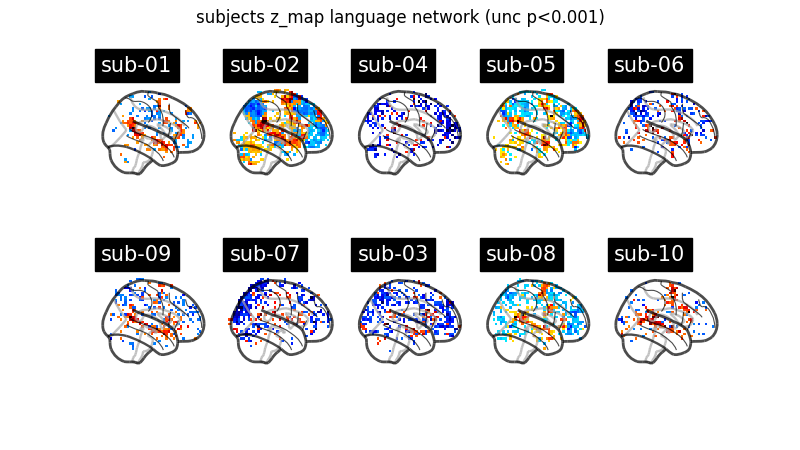 subjects z_map language network (unc p<0.001)
sub-01
sub-02
sub-04
sub-05
sub-06
sub-09
sub-07
sub-03
sub-08
sub-10